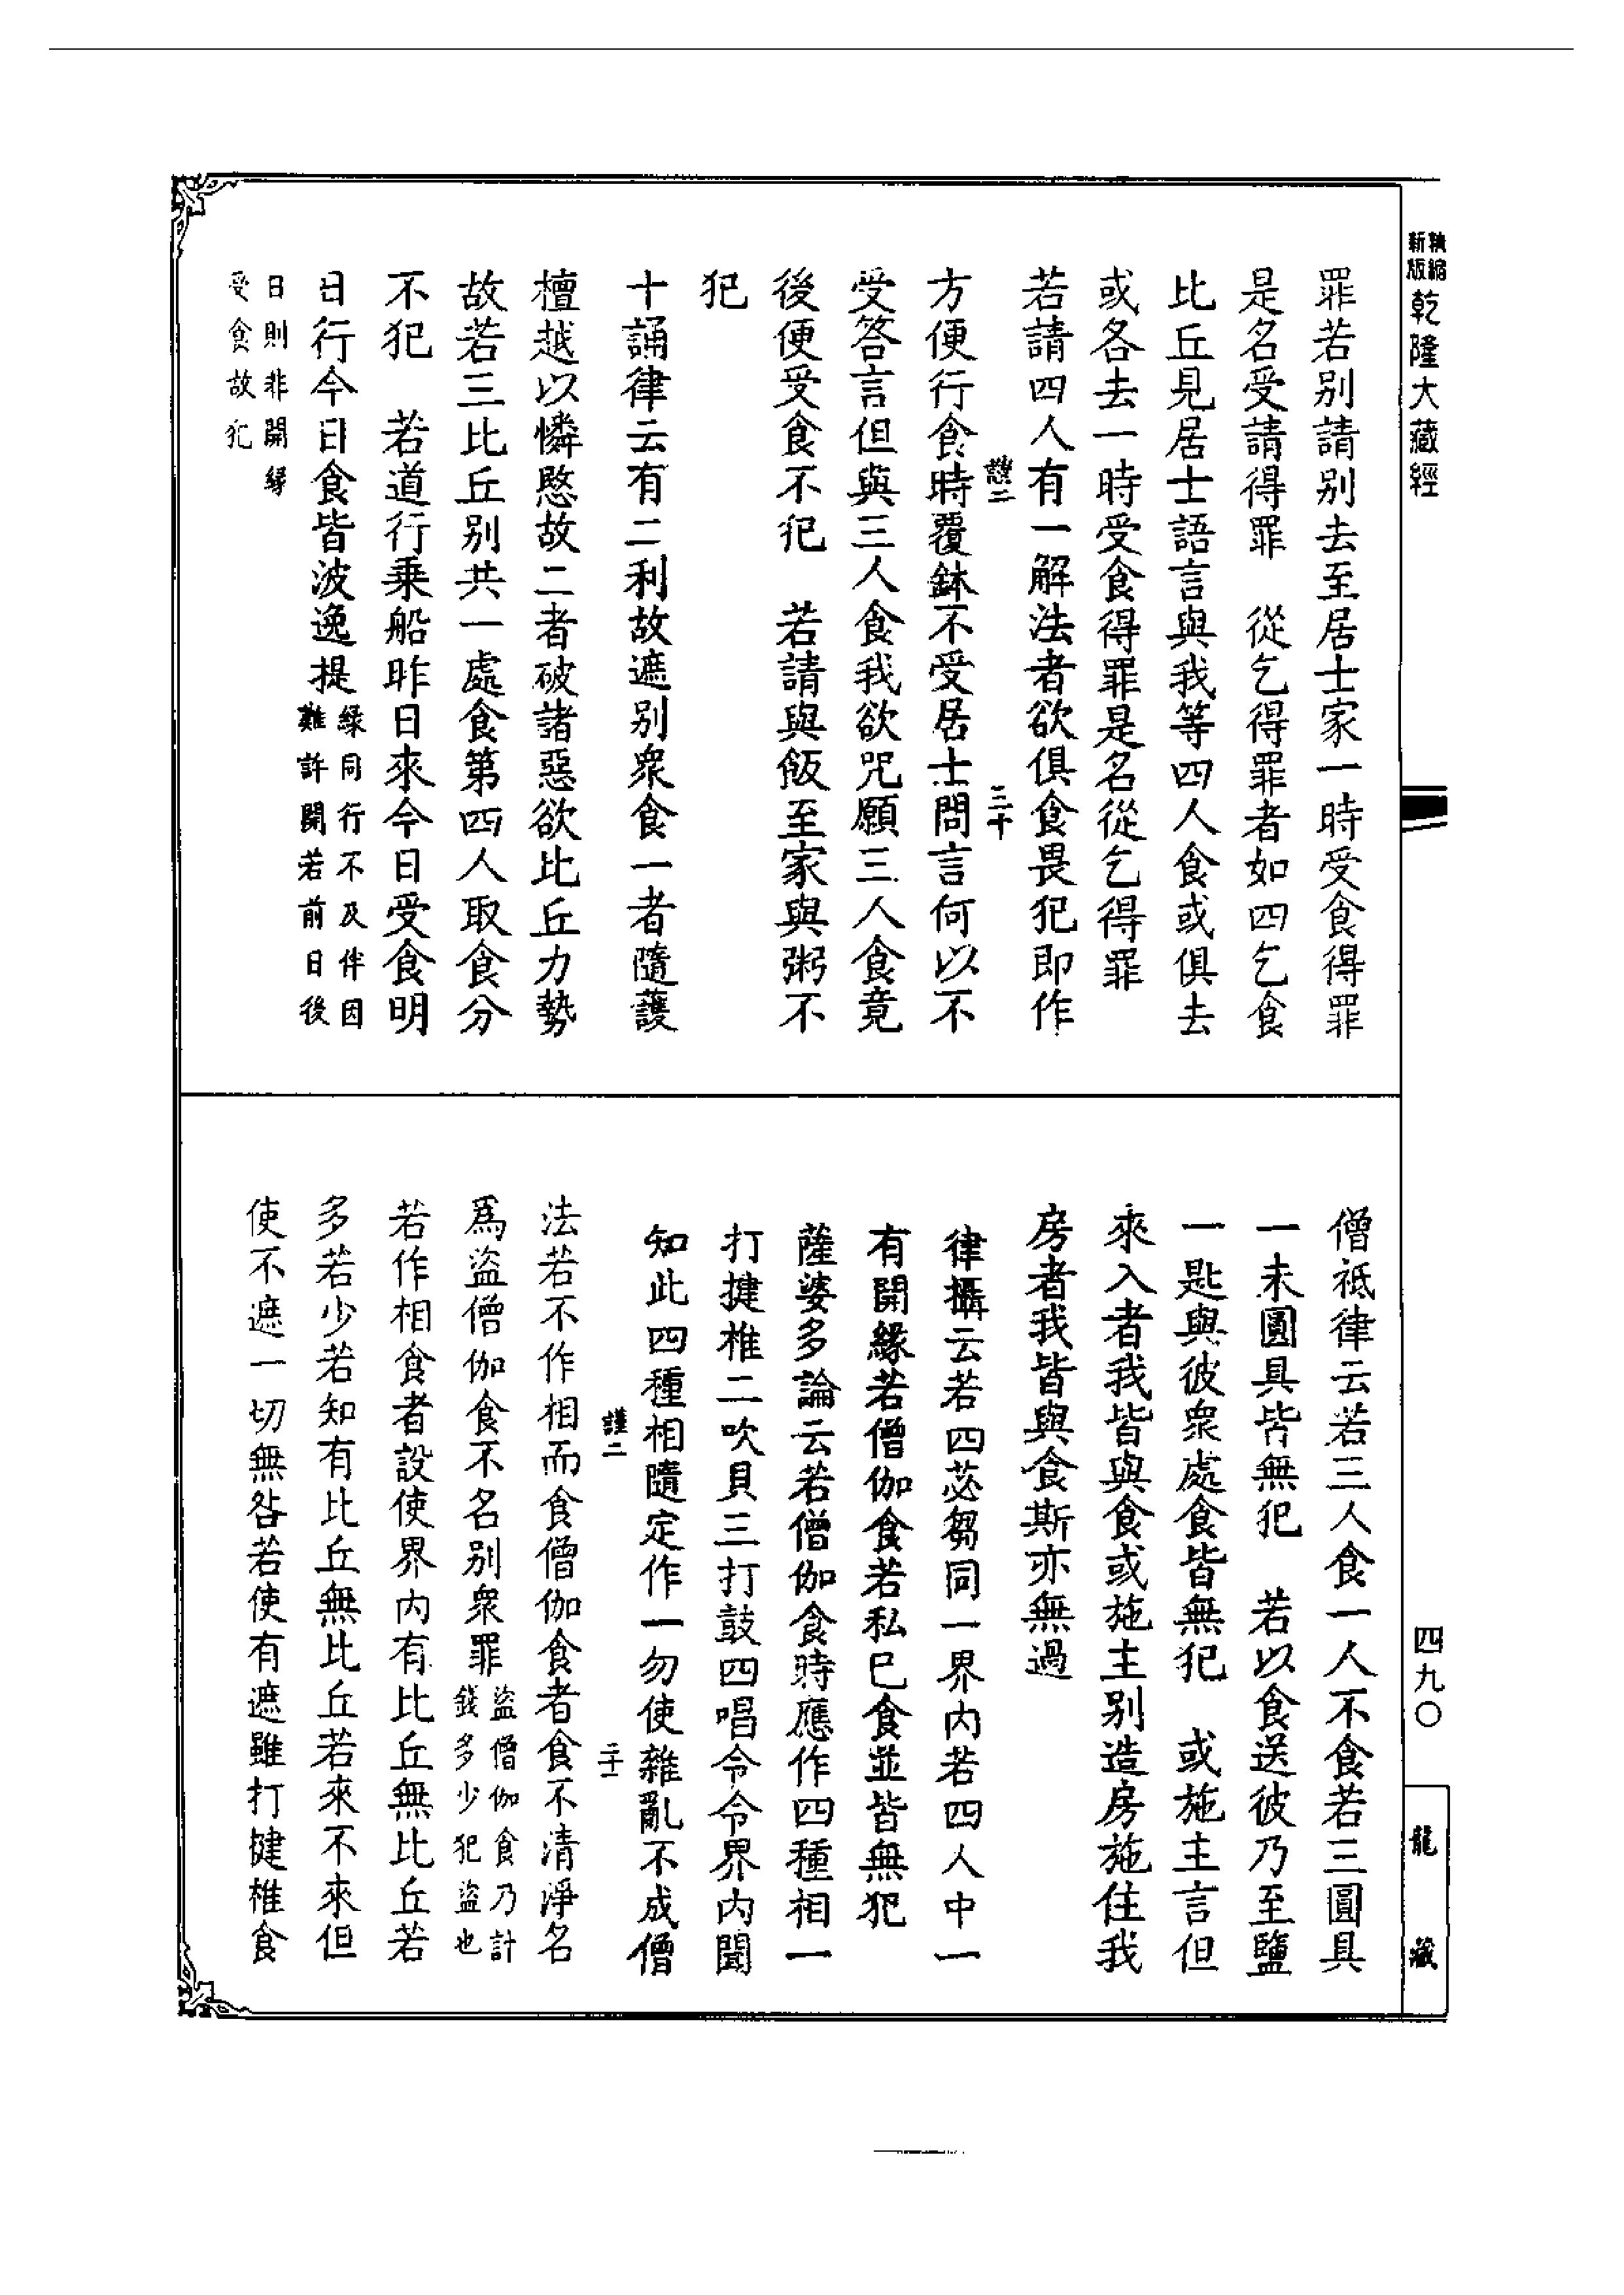 新版精縮
乾隆大藏經
罪若别請别去至居士家一時受食得罪
是名受請得罪　從乞得罪者如四乞食
比丘見居士語言與我等四人食或俱去
或各去一時受食得罪是名從乞得罪
若請四人有一解法者欲俱食畏犯即作
謹二　三十
方便行食時覆鉢不受居士問言何以不
受答言但與三人食我欲咒願三人食竟
後便受食不犯　若請與飯至家與粥不
犯
十誦律云有二利故遮别衆食一者隨護
檀越以憐愍故二者破諸惡欲比丘力勢
故若三比丘别共一處食第四人取食分
不犯　若道行乗船昨日來今日受食明
日行今日食皆波逸提緣同行不及伴因
難許開若前日後
日則非開緣
受食故犯
僧祇律云若三人食一人不食若三圓具
一未圓具皆無犯　若以食送彼乃至鹽
一匙與彼衆處食皆無犯　或施主言但
來入者我皆與食或施主别造房施住我
房者我皆與食斯亦無過
律攝云若四苾芻同一界内若四人中一
有開緣若僧伽食若私已食並皆無犯
薩婆多論云若僧伽食時應作四種相一
打揵椎二吹貝三打鼓四唱令令界内聞
知此四種相隨定作一勿使雜亂不成僧
謹二　三十一
法若不作相而食僧伽食者食不清淨名
爲盜僧伽食不名别衆罪盜僧伽食乃計
錢多少犯盜也
若作相食者設使界内有比丘無比丘若
多若少若知有比丘無比丘若來不來但
使不遮一切無咎若使有遮雖打揵椎食
四九〇
龍藏